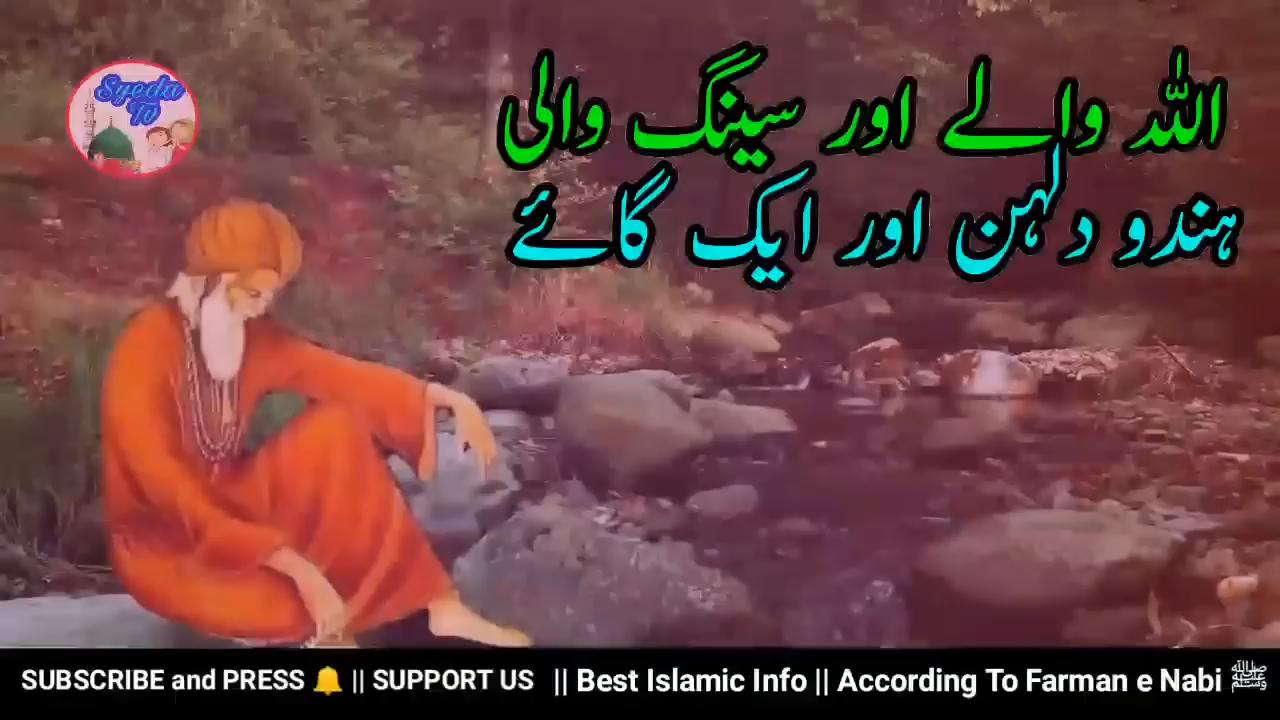 Syeda
Tv
اللہ والے اور سینگ والی
ہندو دلہن اور ایک گائے
SUBSCRIBE and PRESS 🔔 || SUPPORT US || Best Islamic Info || According To Farman e Nabi ﷺ